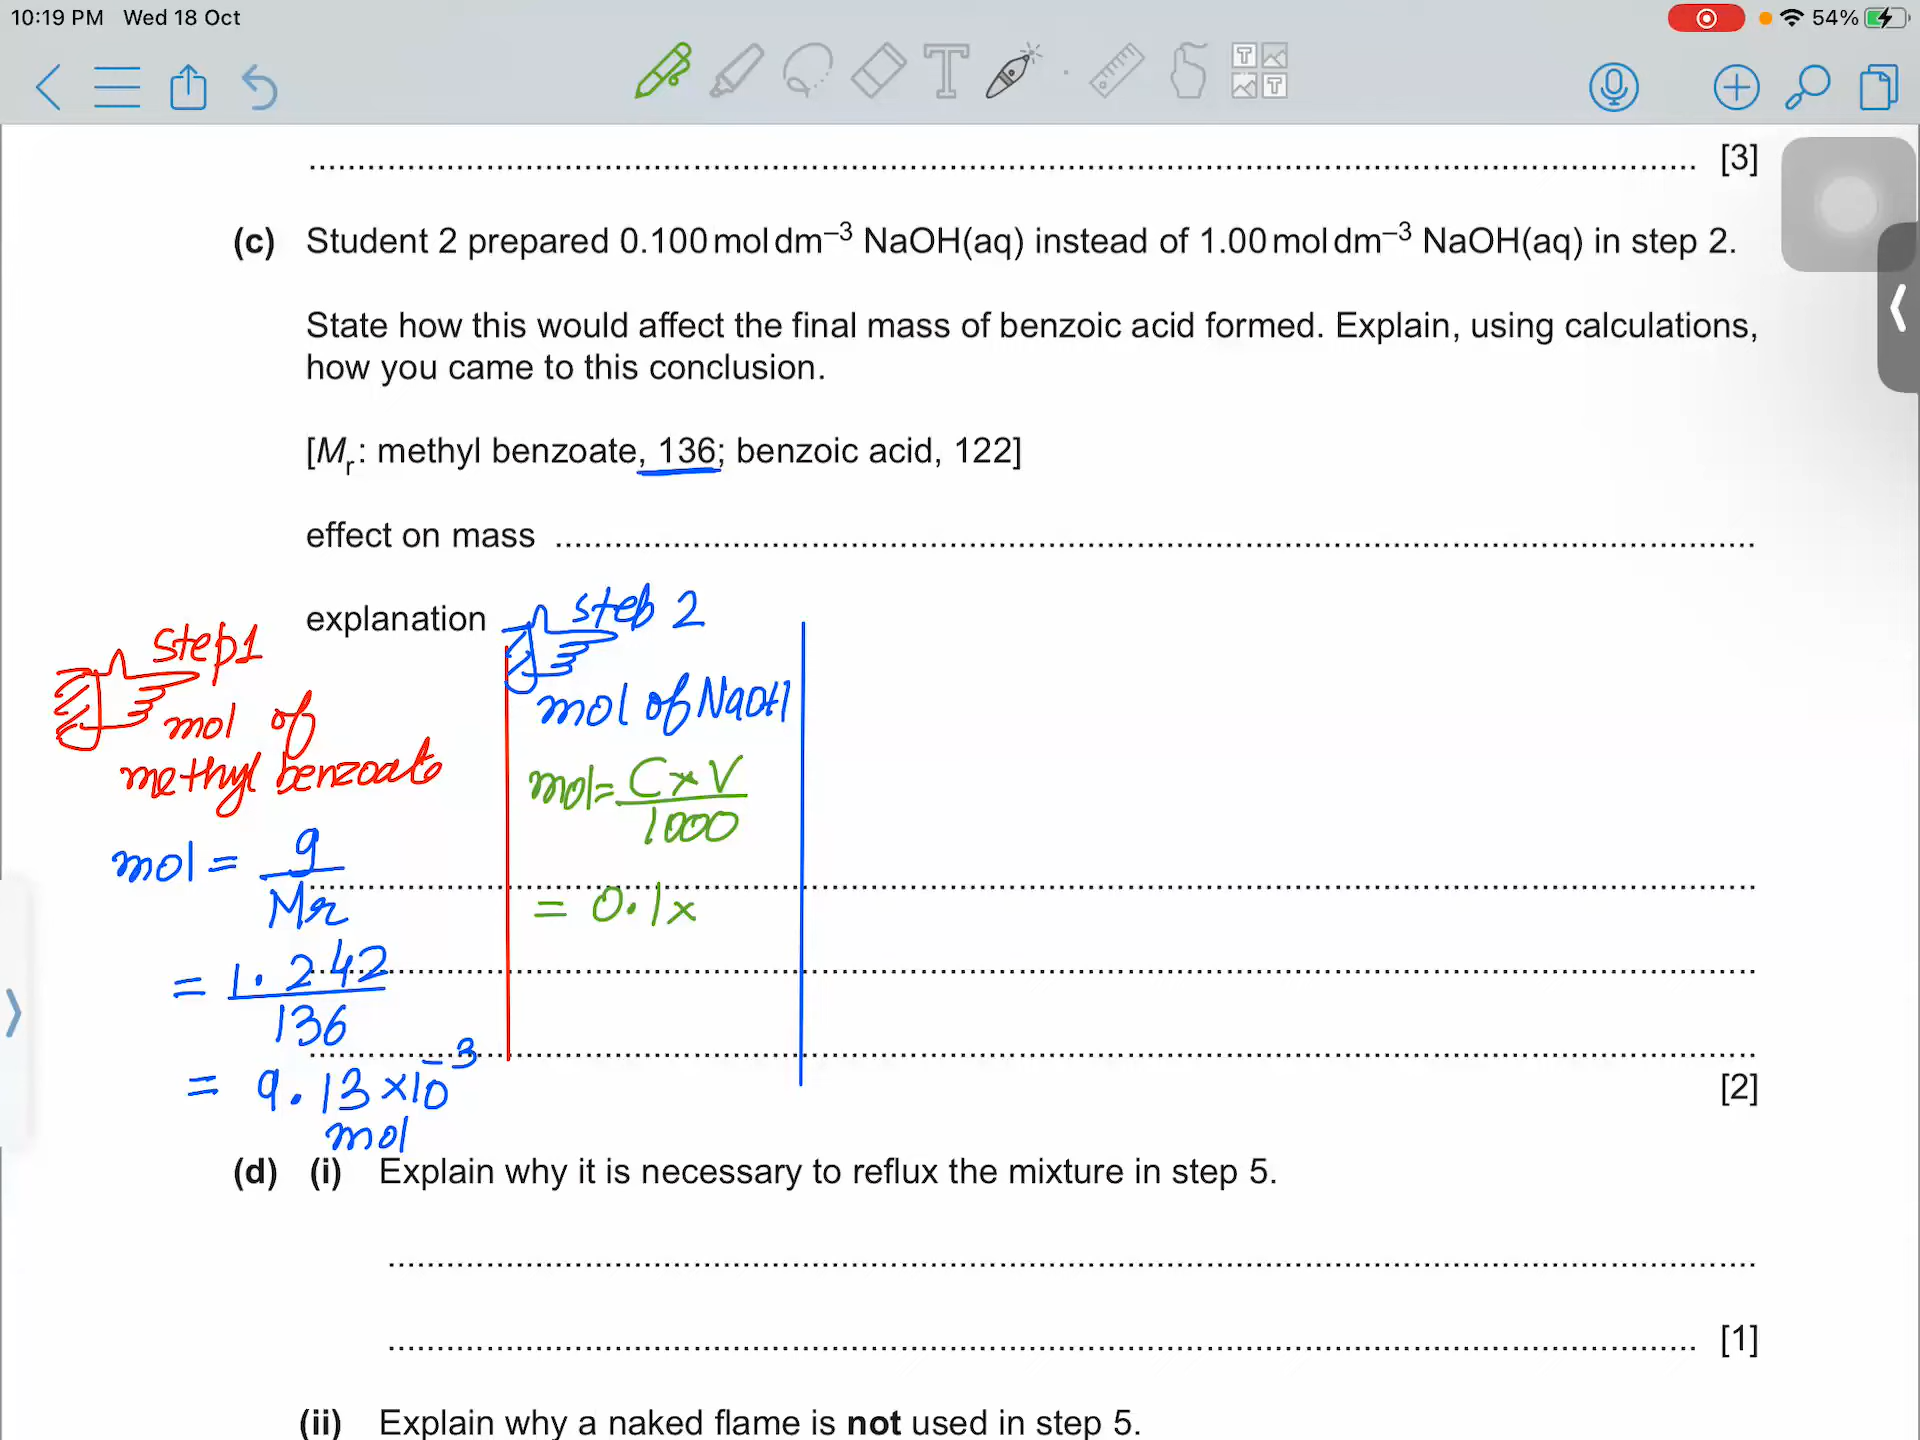 10:19 PM Wed 18 Oct
54%
[3]
(c) Student 2 prepared 0.100 mol dm⁻³ NaOH(aq) instead of 1.00 mol dm⁻³ NaOH(aq) in step 2.
State how this would affect the final mass of benzoic acid formed. Explain, using calculations,
how you came to this conclusion.
[Mr: methyl benzoate, 136; benzoic acid, 122]
effect on mass
explanation
step1
mol of
methyl benzoate
mol = g
Mr
= 1.242
136
= 9.13 × 10⁻³
mol
step 2
mol of NaOH
mol = C × V
1000
= 0.1 ×
[2]
(d) (i) Explain why it is necessary to reflux the mixture in step 5.
[1]
(ii) Explain why a naked flame is not used in step 5.